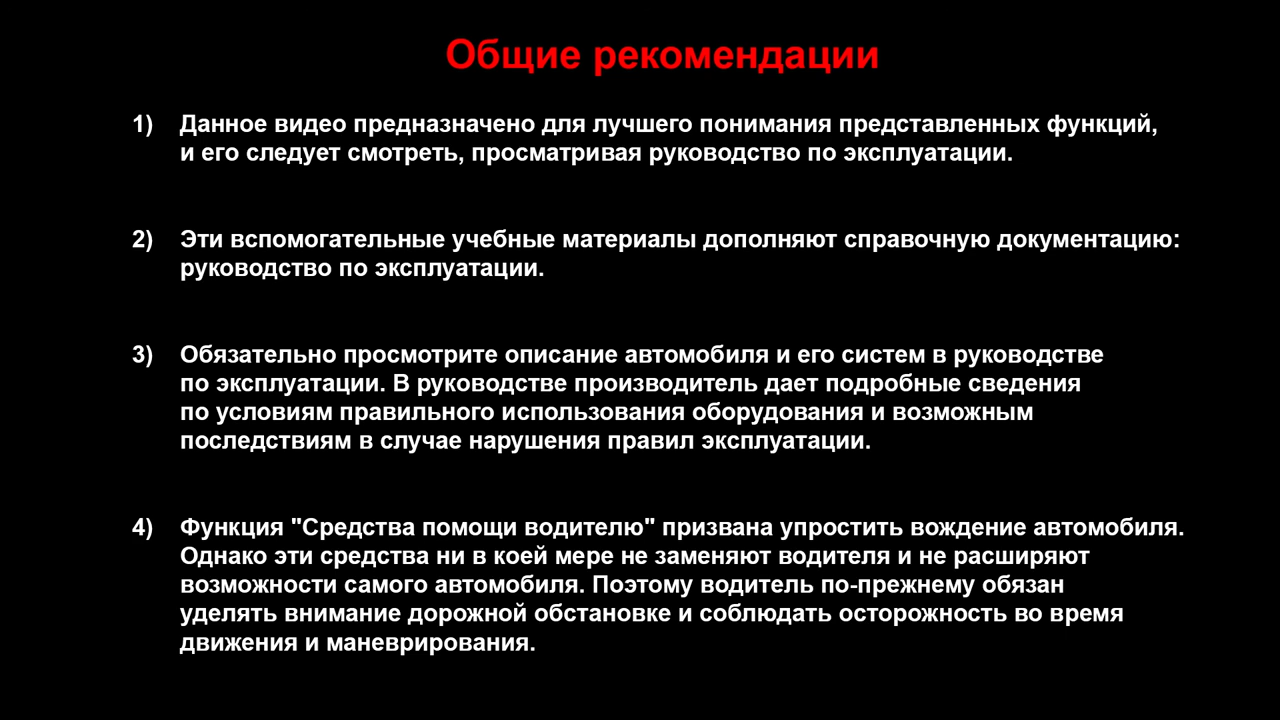 Общие рекомендации
1) Данное видео предназначено для лучшего понимания представленных функций,
и его следует смотреть, просматривая руководство по эксплуатации.
2) Эти вспомогательные учебные материалы дополняют справочную документацию:
руководство по эксплуатации.
3) Обязательно просмотрите описание автомобиля и его систем в руководстве
по эксплуатации. В руководстве производитель дает подробные сведения
по условиям правильного использования оборудования и возможным
последствиям в случае нарушения правил эксплуатации.
4) Функция "Средства помощи водителю" призвана упростить вождение автомобиля.
Однако эти средства ни в коей мере не заменяют водителя и не расширяют
возможности самого автомобиля. Поэтому водитель по-прежнему обязан
уделять внимание дорожной обстановке и соблюдать осторожность во время
движения и маневрирования.